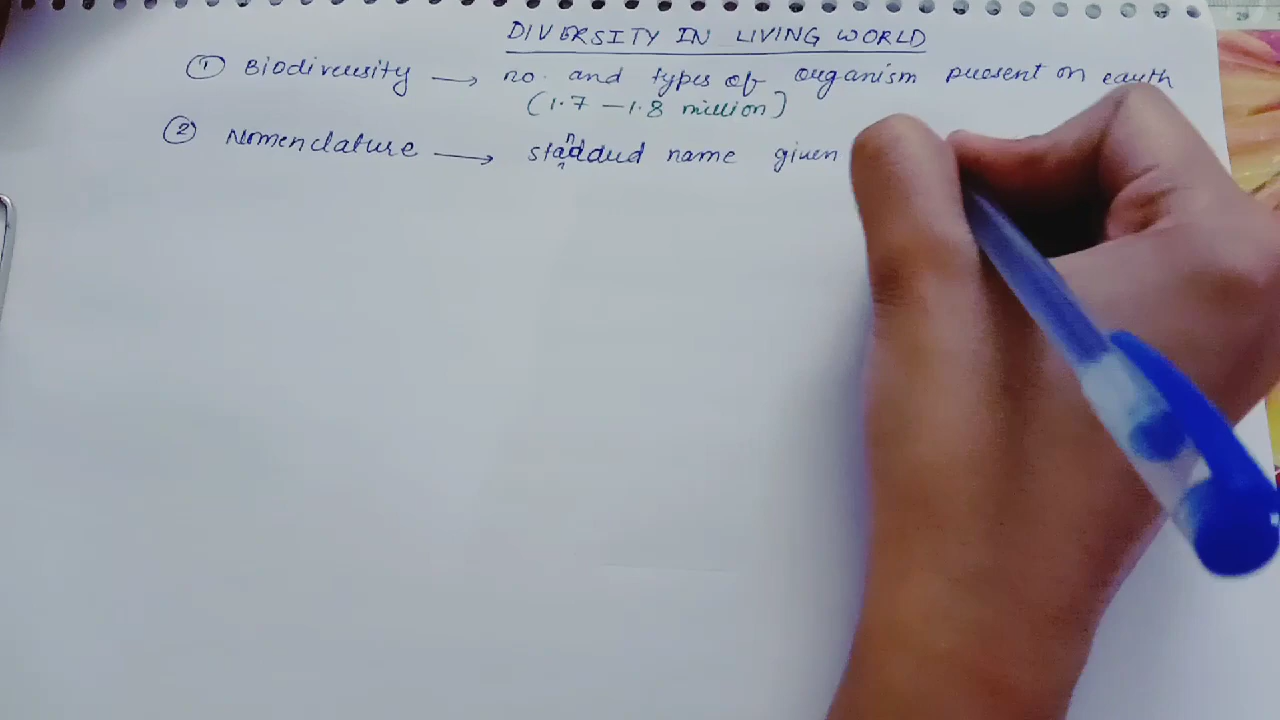 DIVERSITY IN LIVING WORLD
① Biodiversity → no. and types of organism present on earth
(1.7 – 1.8 million)
② Nomenclature → standdud name given